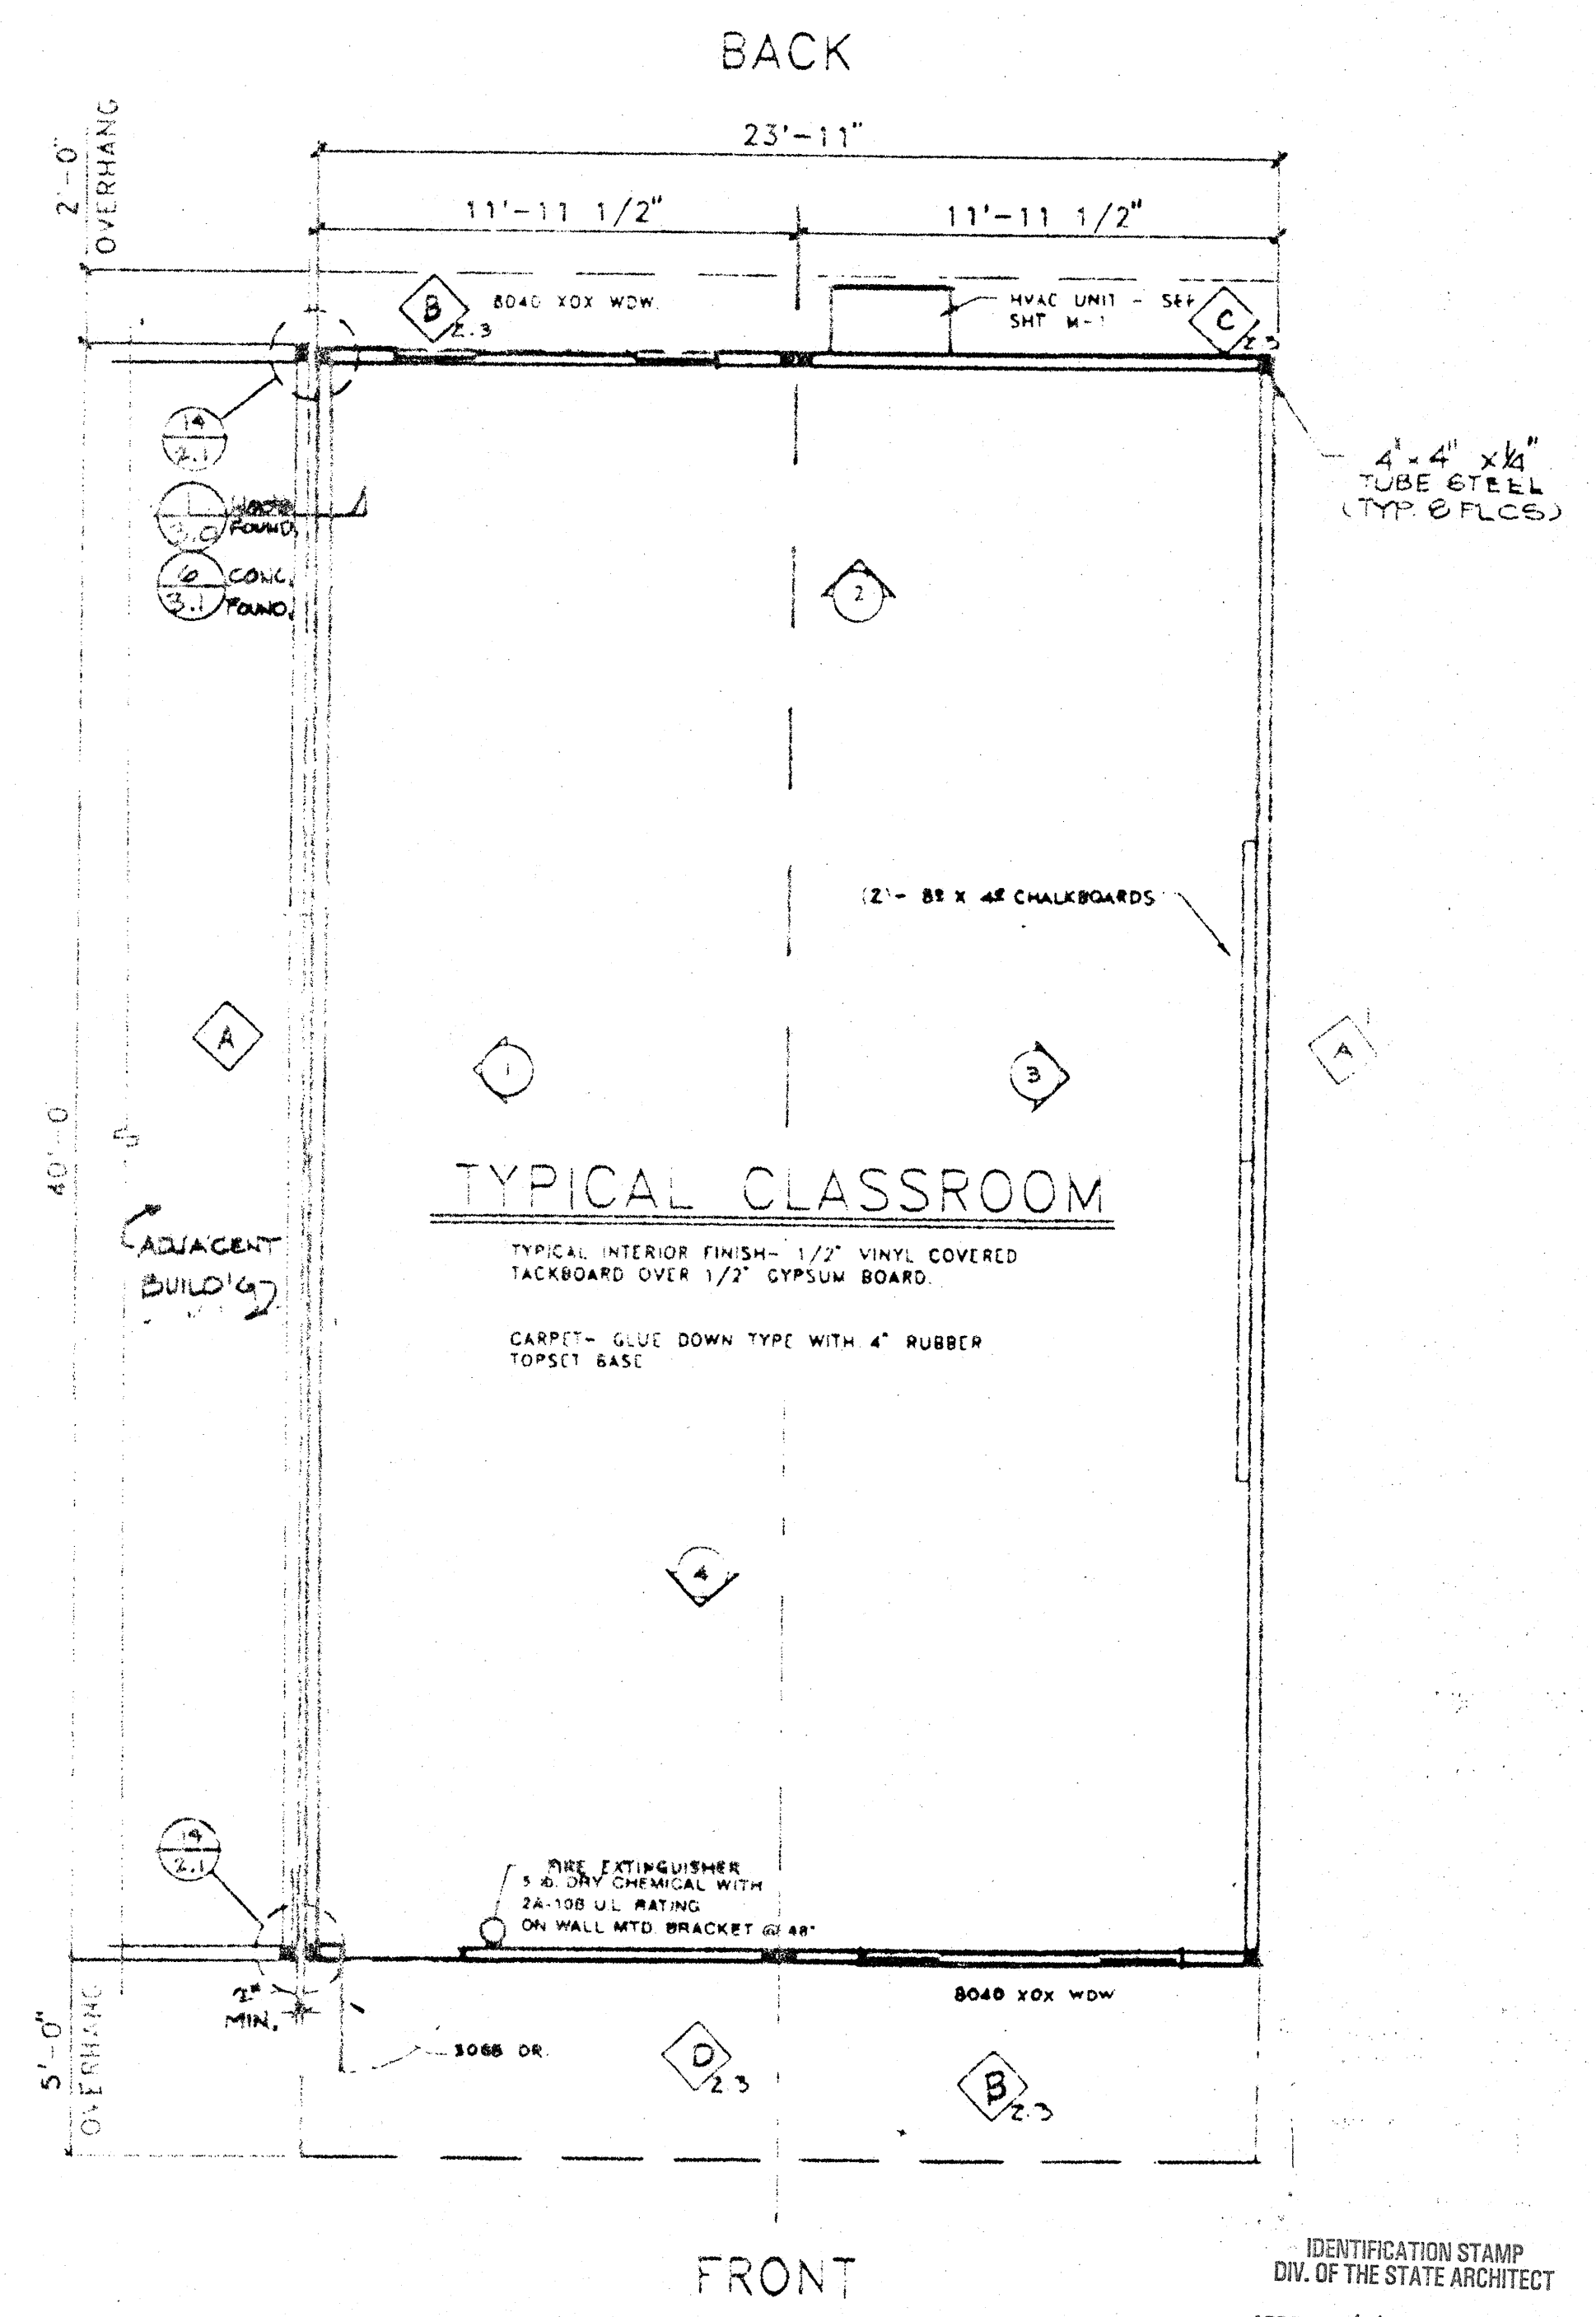 BACK
2'-0"
OVERHANG
23'-11"
11'-11 1/2"
11'-11 1/2"
B
2.3
8040 XOX WDW.
HVAC UNIT - SEE
SHT M-1
C
2.3
14
2.1
4" x 4" x 1/4"
TUBE STEEL
(TYP. 8 PLCS)
1
3.0
FOUND.
6
3.1
CONC.
FOUND.
2
(2)- 8' X 4' CHALKBOARDS
A
1
3
A
40'-0
TYPICAL CLASSROOM
ADJACENT
BUILD'G
TYPICAL INTERIOR FINISH- 1/2" VINYL COVERED
TACKBOARD OVER 1/2" GYPSUM BOARD.
CARPET- GLUE DOWN TYPE WITH 4" RUBBER
TOPSET BASE
4
14
2.1
FIRE EXTINGUISHER
5 lb. DRY CHEMICAL WITH
2A-10B U.L. RATING
ON WALL MTD. BRACKET @ 48"
2"
MIN.
8040 XOX WDW
5'-0"
OVERHANG
3068 DR.
D
2.3
B
2.3
FRONT
IDENTIFICATION STAMP
DIV. OF THE STATE ARCHITECT